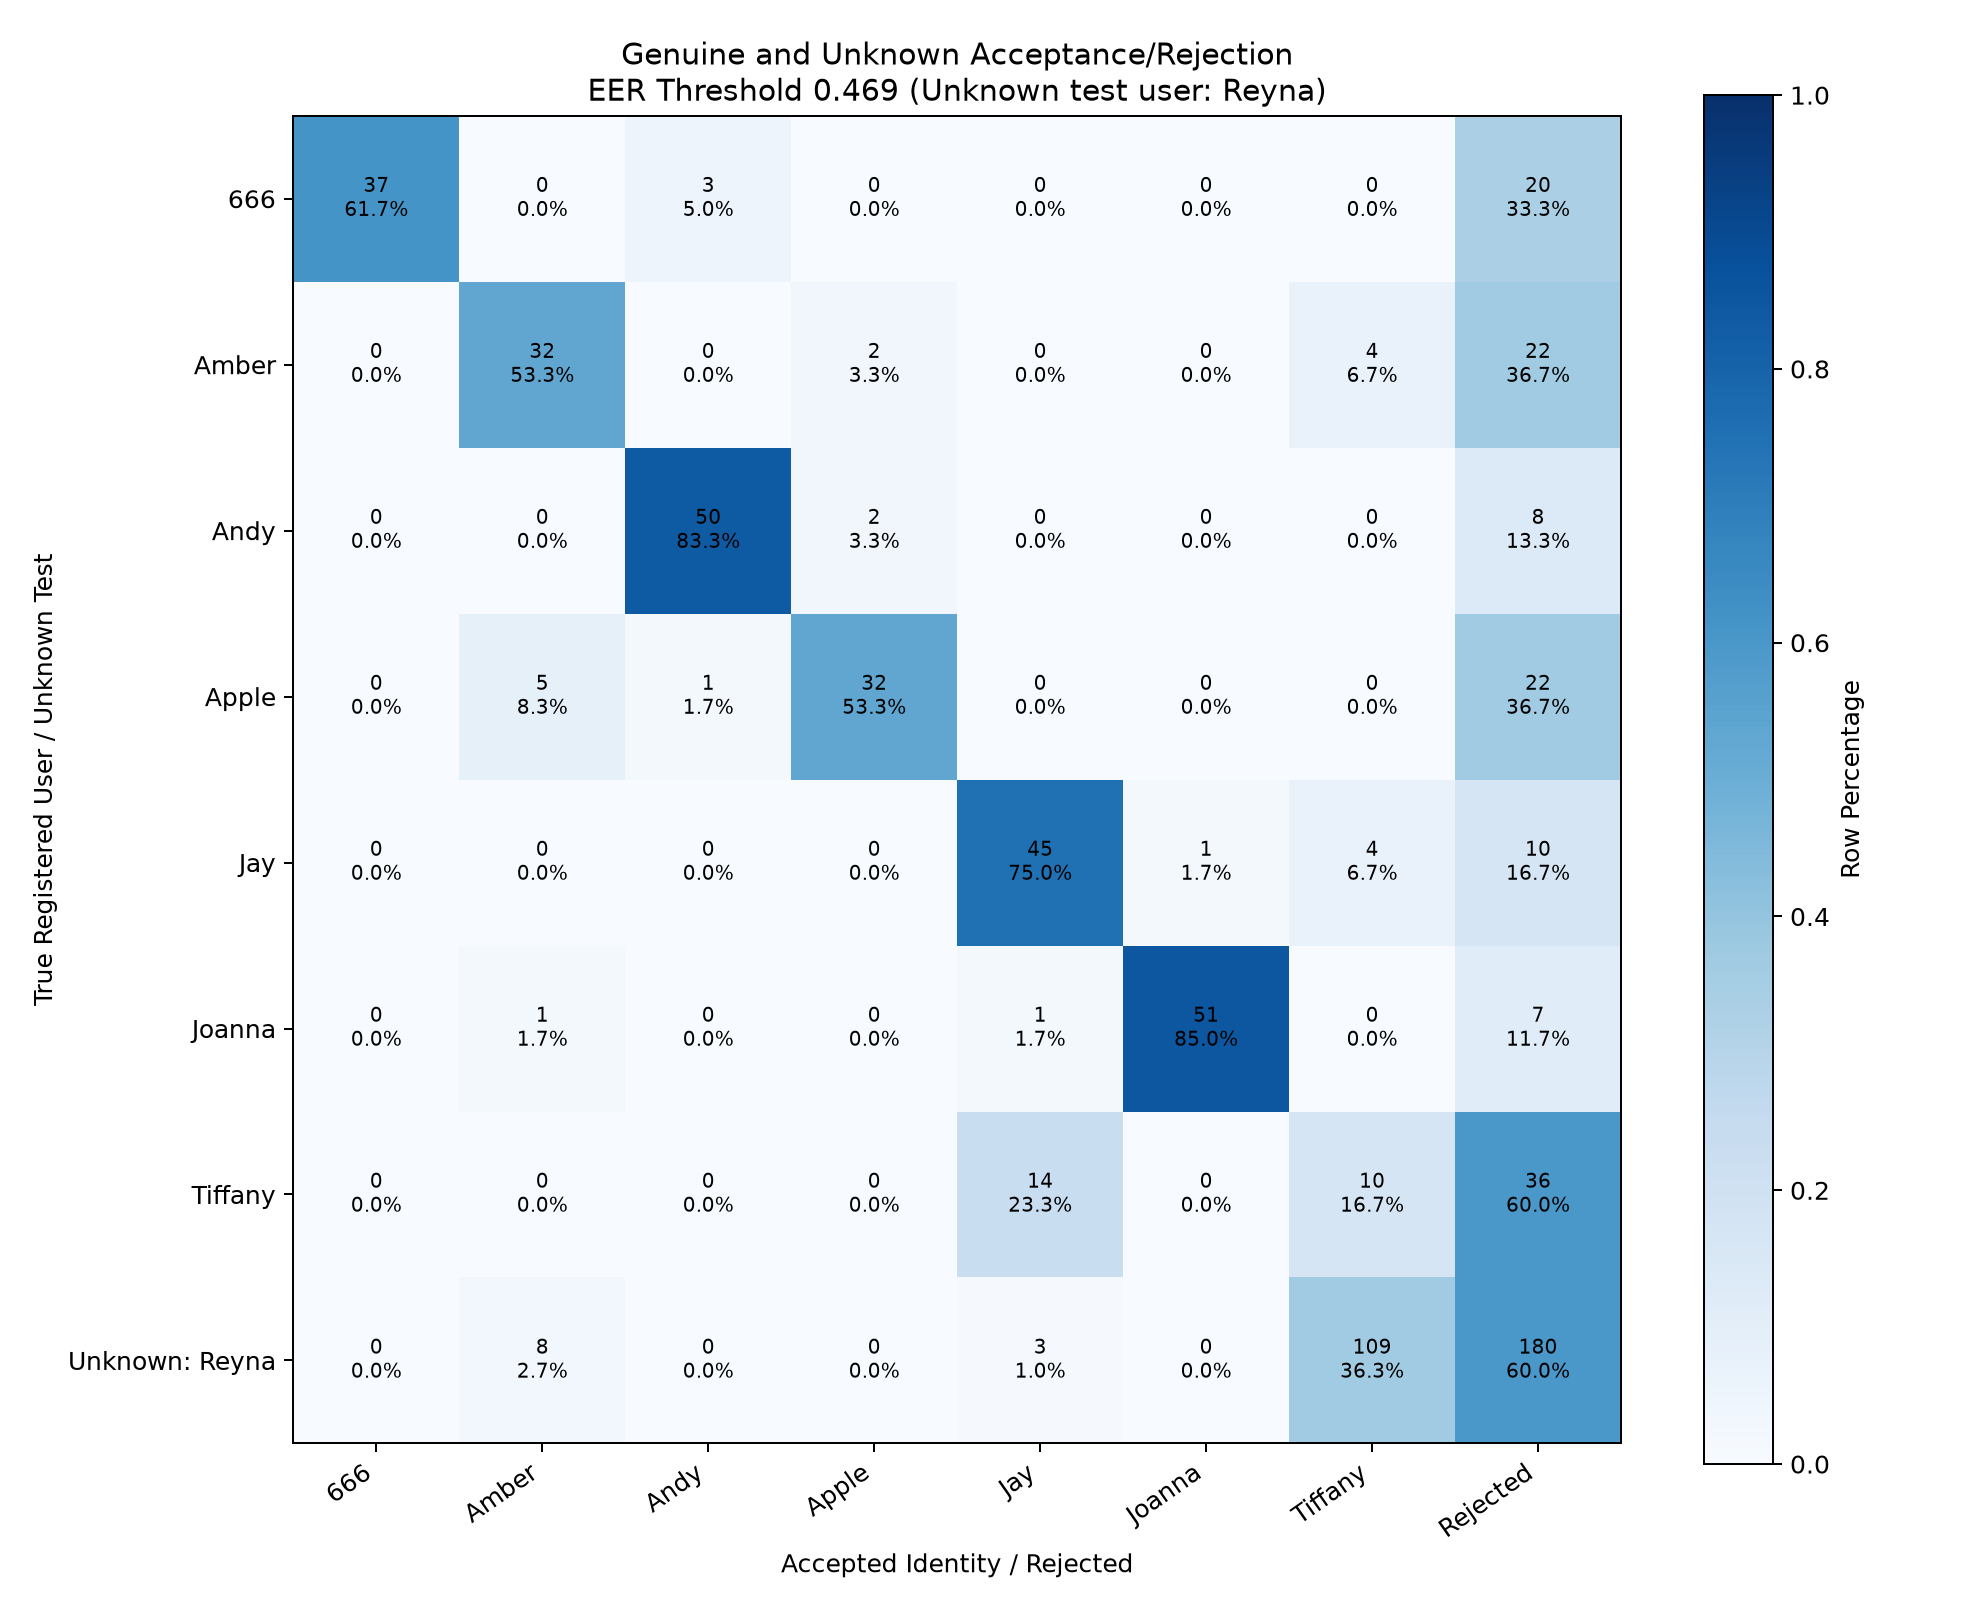 Genuine and Unknown Acceptance/Rejection
EER Threshold 0.469 (Unknown test user: Reyna)
True Registered User / Unknown Test
666
37 0 3 0 0 0 0 20
61.7% 0.0% 5.0% 0.0% 0.0% 0.0% 0.0% 33.3%
Amber
0 32 0 2 0 0 4 22
0.0% 53.3% 0.0% 3.3% 0.0% 0.0% 6.7% 36.7%
Andy
0 0 50 2 0 0 0 8
0.0% 0.0% 83.3% 3.3% 0.0% 0.0% 0.0% 13.3%
Apple
0 5 1 32 0 0 0 22
0.0% 8.3% 1.7% 53.3% 0.0% 0.0% 0.0% 36.7%
Jay
0 0 0 0 45 1 4 10
0.0% 0.0% 0.0% 0.0% 75.0% 1.7% 6.7% 16.7%
Joanna
0 1 0 0 1 51 0 7
0.0% 1.7% 0.0% 0.0% 1.7% 85.0% 0.0% 11.7%
Tiffany
0 0 0 0 14 0 10 36
0.0% 0.0% 0.0% 0.0% 23.3% 0.0% 16.7% 60.0%
Unknown: Reyna
0 8 0 0 3 0 109 180
0.0% 2.7% 0.0% 0.0% 1.0% 0.0% 36.3% 60.0%
666 Amber Andy Apple Jay Joanna Tiffany Rejected
Accepted Identity / Rejected
1.0
0.8
0.6
0.4
0.2
0.0
Row Percentage